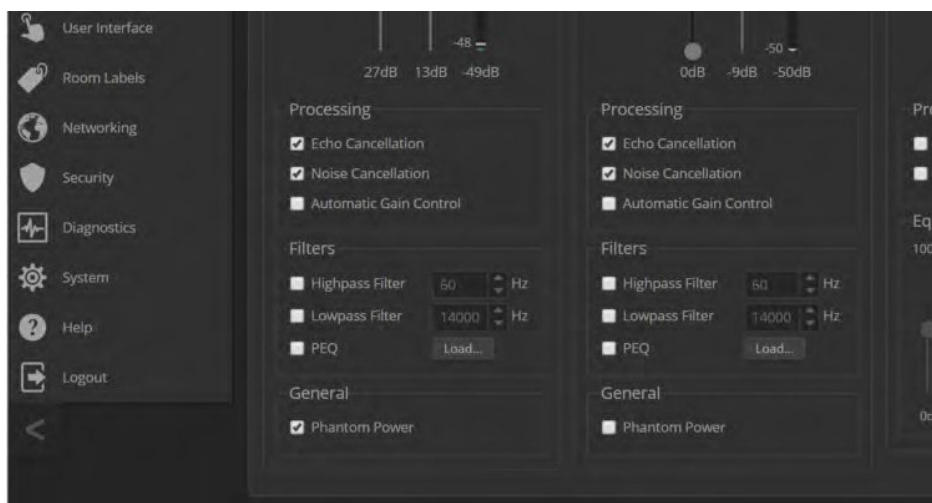 User Interface
Room Labels
Networking
Security
Diagnostics
System
Help
Logout
<
-48
27dB 13dB -49dB
Processing
Echo Cancellation
Noise Cancellation
Automatic Gain Control
Filters
Highpass Filter 60 Hz
Lowpass Filter 14000 Hz
PEQ Load...
General
Phantom Power
-50
0dB -9dB -50dB
Processing
Echo Cancellation
Noise Cancellation
Automatic Gain Control
Filters
Highpass Filter 60 Hz
Lowpass Filter 14000 Hz
PEQ Load...
General
Phantom Power
Pr
Eq
100